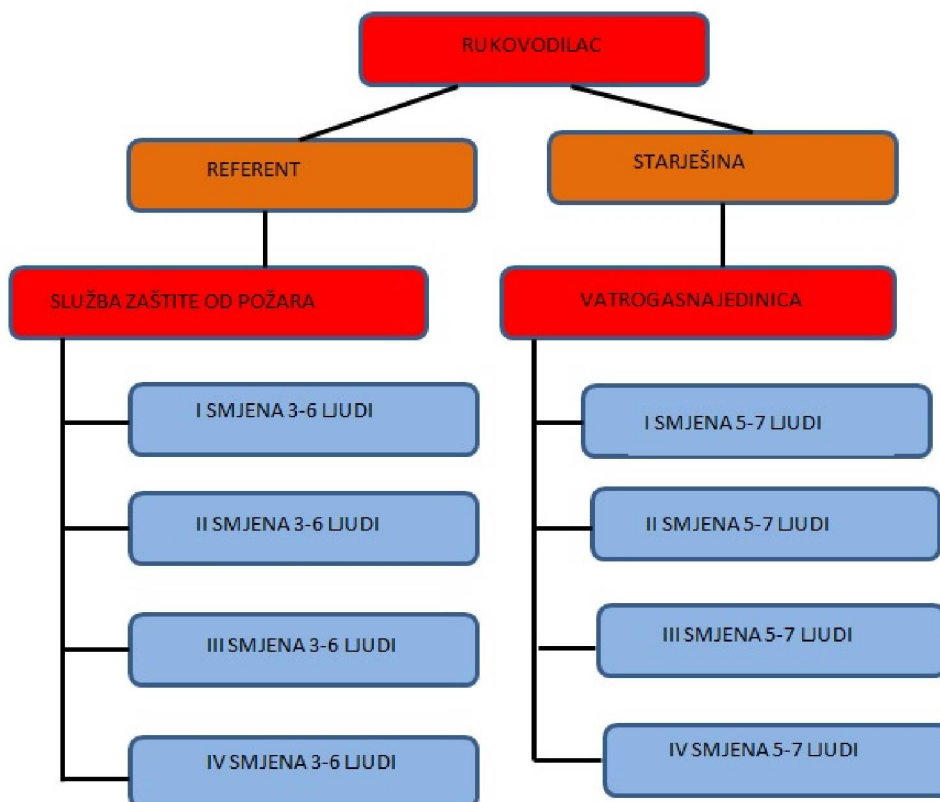 RUKOVODILAC
REFERENT
STARJEŠINA
SLUŽBA ZAŠTITE OD POŽARA
VATROGASNAJEDINICA
I SMJENA 3-6 LJUDI
II SMJENA 3-6 LJUDI
III SMJENA 3-6 LJUDI
IV SMJENA 3-6 LJUDI
I SMJENA 5-7 LJUDI
II SMJENA 5-7 LJUDI
III SMJENA 5-7 LJUDI
IV SMJENA 5-7 LJUDI